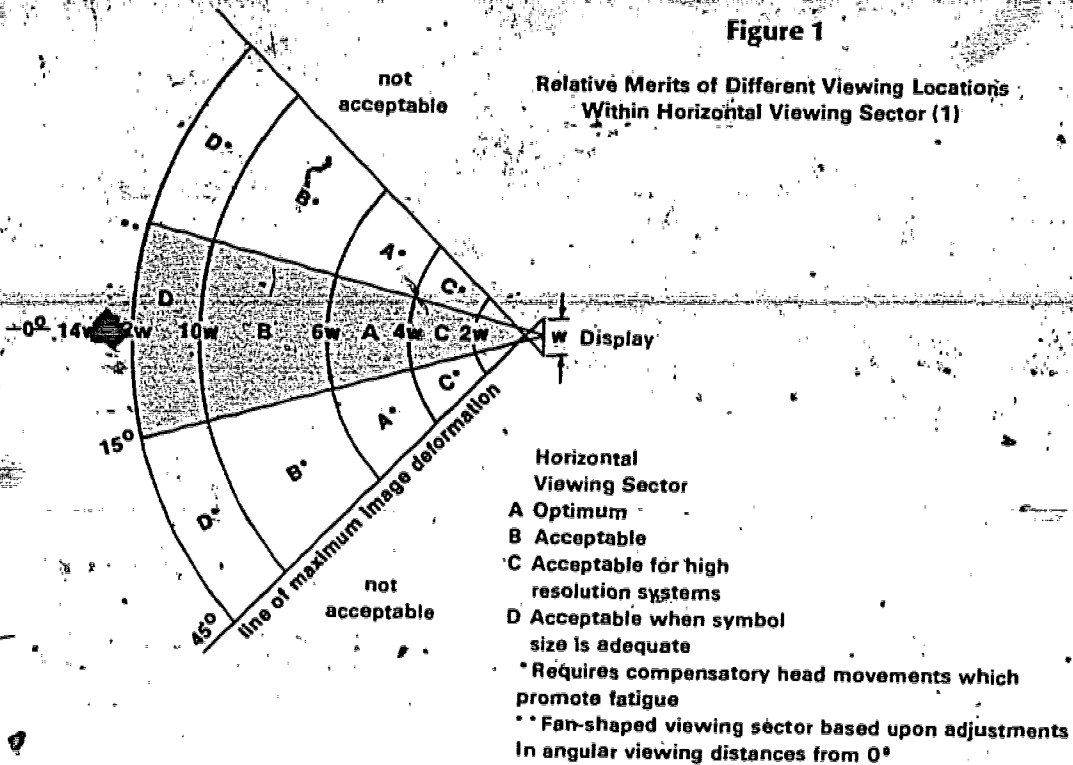 Figure 1
Relative Merits of Different Viewing Locations
Within Horizontal Viewing Sector (1)
not
acceptable
D*
B*
A*
C*
**
D
0° 14w 10w B 6w A 4w C 2w w Display
C*
A*
B*
D*
15°
45°
line of maximum image deformation
not
acceptable
Horizontal
Viewing Sector
A Optimum
B Acceptable
C Acceptable for high
resolution systems
D Acceptable when symbol
size is adequate
*Requires compensatory head movements which
promote fatigue
**Fan-shaped viewing sector based upon adjustments
In angular viewing distances from 0°